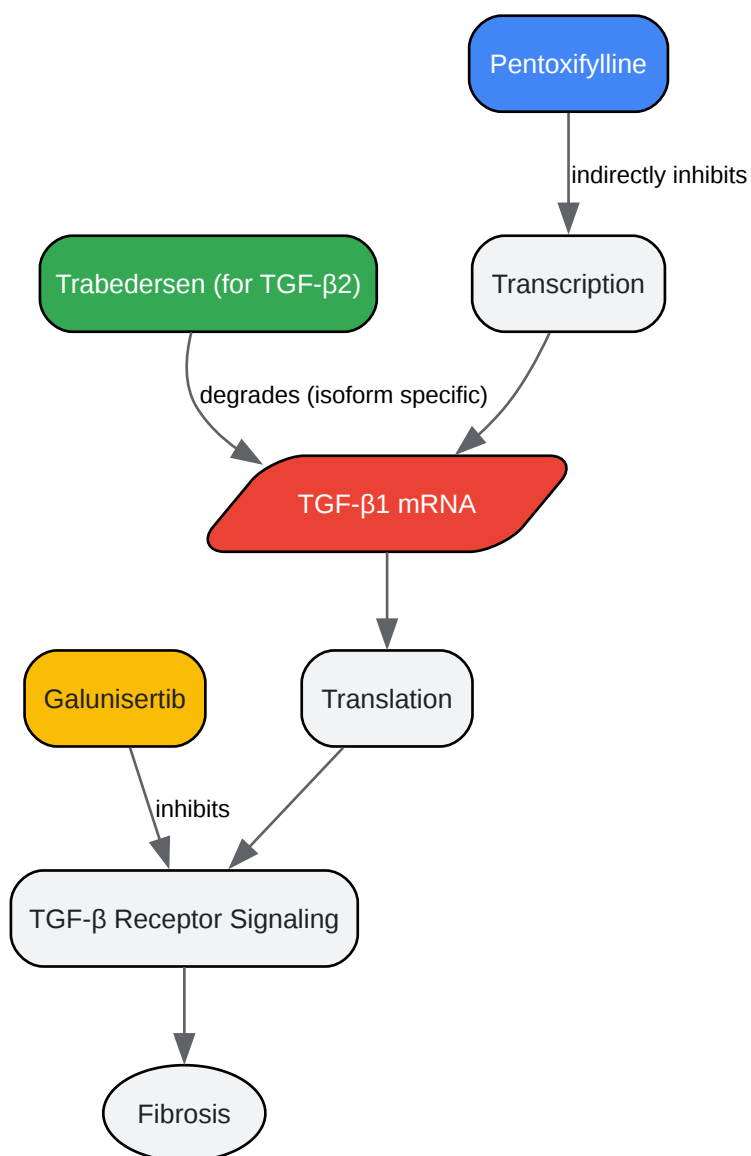 Pentoxifylline
indirectly inhibits
Trabedersen (for TGF-β2)
Transcription
degrades (isoform specific)
TGF-β1 mRNA
Galunisertib
Translation
inhibits
TGF-β Receptor Signaling
Fibrosis